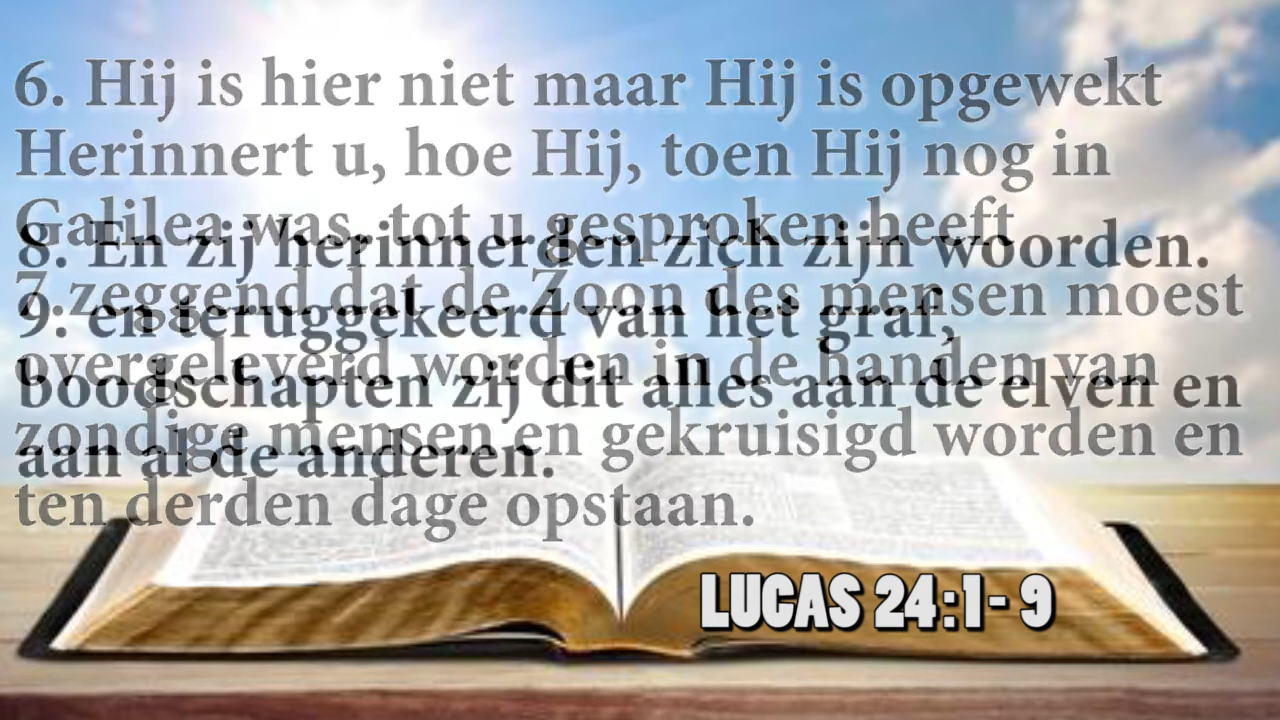 6. Hij is hier niet maar Hij is opgewekt
Herinnert u, hoe Hij, toen Hij nog in
Galilea was, tot u gesproken heeft
7 zeggend dat de Zoon des mensen moest
overgeleverd worden in de handen van
zondige mensen en gekruisigd worden en
ten derden dage opstaan.
8. En zij herinnerden zich zijn woorden.
9. en teruggekeerd van het graf,
boodschapten zij dit alles aan de elven en
aan al de anderen.
LUCAS 24:1- 9